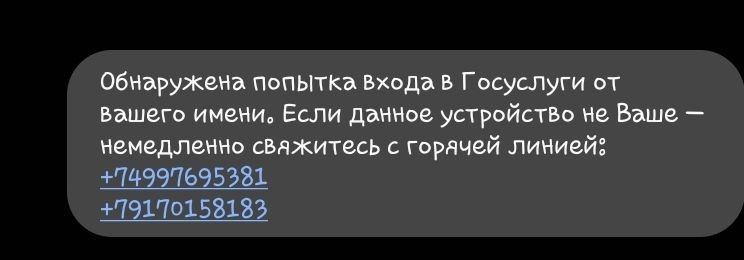 Обнаружена попытка входа в Госуслуги от
вашего имени. Если данное устройство не Ваше —
немедленно свяжитесь с горячей линией:
+74997695381
+79170158183